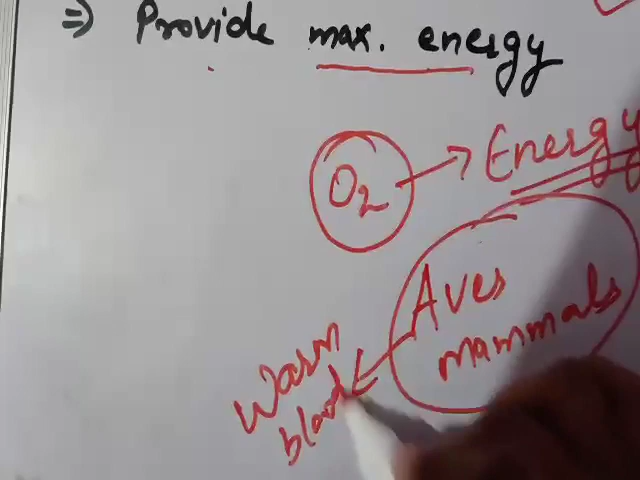 ⇒ Provide max. energy
O2 → Energy
Aves
mammals
Warm
blood